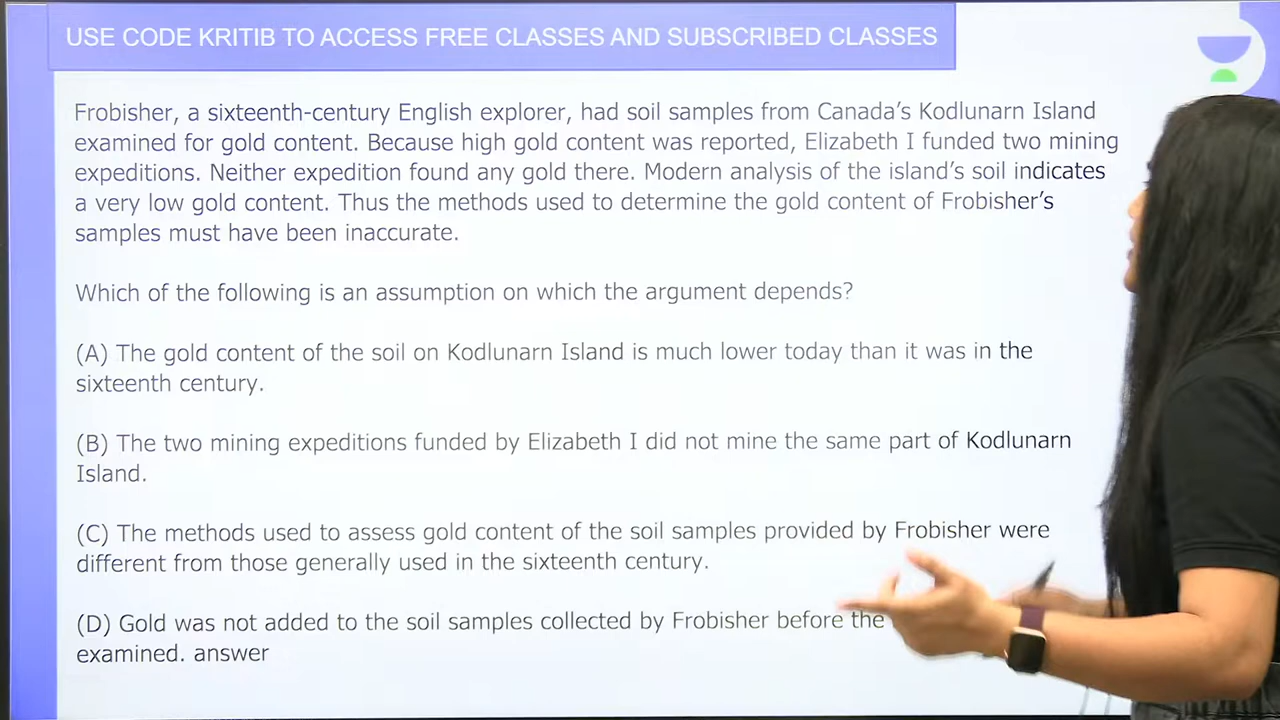 USE CODE KRITIB TO ACCESS FREE CLASSES AND SUBSCRIBED CLASSES
Frobisher, a sixteenth-century English explorer, had soil samples from Canada's Kodlunarn Island
examined for gold content. Because high gold content was reported, Elizabeth I funded two mining
expeditions. Neither expedition found any gold there. Modern analysis of the island's soil indicates
a very low gold content. Thus the methods used to determine the gold content of Frobisher's
samples must have been inaccurate.
Which of the following is an assumption on which the argument depends?
(A) The gold content of the soil on Kodlunarn Island is much lower today than it was in the
sixteenth century.
(B) The two mining expeditions funded by Elizabeth I did not mine the same part of Kodlunarn
Island.
(C) The methods used to assess gold content of the soil samples provided by Frobisher were
different from those generally used in the sixteenth century.
(D) Gold was not added to the soil samples collected by Frobisher before the
examined. answer